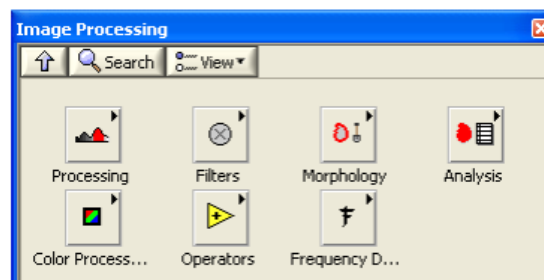 Image Processing
Search View
Processing Filters Morphology Analysis
Color Process... Operators Frequency D...